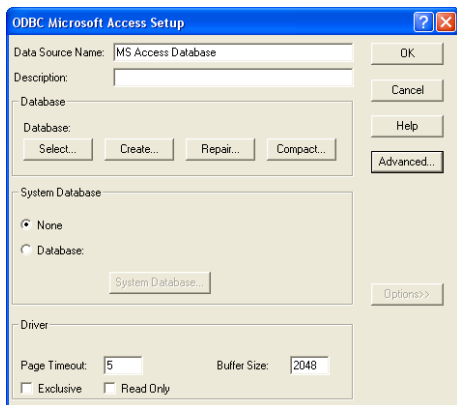 ODBC Microsoft Access Setup
Data Source Name: MS Access Database OK
Description:
Cancel
Database
Database:
Help
Select... Create... Repair... Compact...
Advanced...
System Database
None
Database:
System Database...
Options>>
Driver
Page Timeout: 5 Buffer Size: 2048
Exclusive Read Only